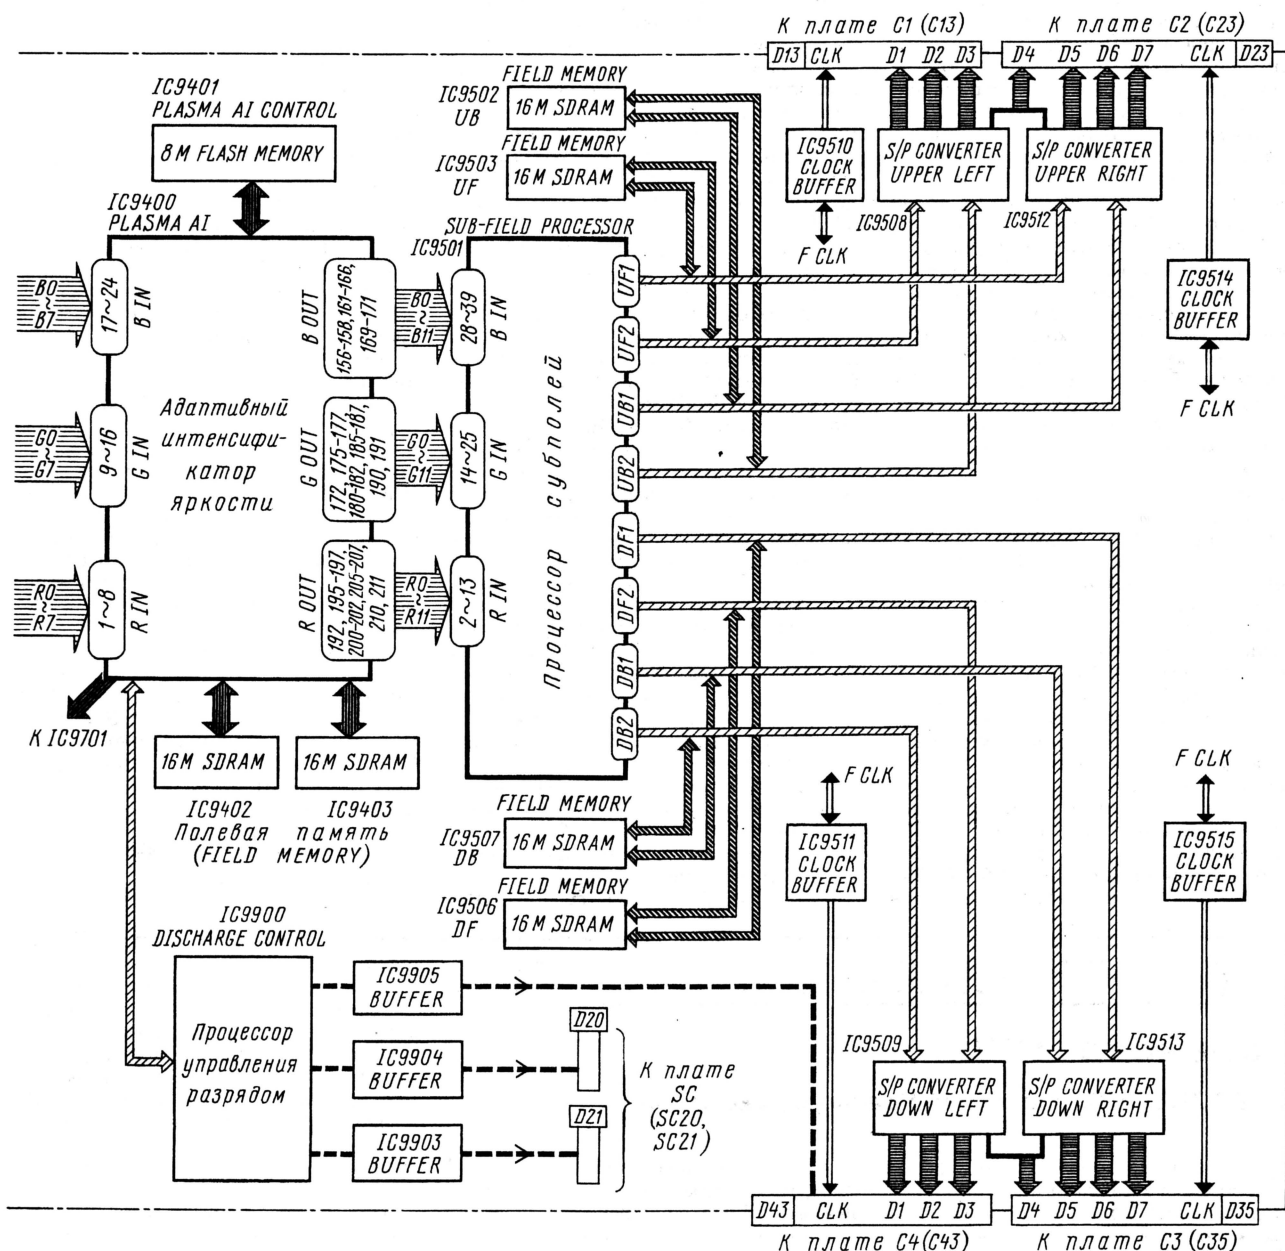 К плате С1 (С13)
К плате С2 (С23)
D13 CLK D1 D2 D3
D4 D5 D6 D7 CLK D23
IC9401
PLASMA AI CONTROL
8M FLASH MEMORY
IC9502
UB
FIELD MEMORY
16M SDRAM
IC9503
UF
FIELD MEMORY
16M SDRAM
IC9510
CLOCK
BUFFER
F CLK
S/P CONVERTER
UPPER LEFT
IC9508
S/P CONVERTER
UPPER RIGHT
IC9512
IC9514
CLOCK
BUFFER
F CLK
IC9400
PLASMA AI
B0
~
B7
17~24
B IN
G0
~
G7
9~16
G IN
R0
~
R7
1~8
R IN
Адаптивный
интенсифи-
катор
яркости
B OUT
156-158,161-166,
169-171
G OUT
172, 175-177,
180-182, 185-187,
190, 191
R OUT
192, 195-197,
200-202, 205-207,
210, 211
B0
~
B11
G0
~
G11
R0
~
R11
SUB-FIELD PROCESSOR
IC9501
28~39
B IN
14~25
G IN
2~13
R IN
Процессор субполей
UF1
UF2
UB1
UB2
DF1
DF2
DB1
DB2
К IC9701
16M SDRAM
16M SDRAM
IC9402
IC9403
Полевая память
(FIELD MEMORY)
FIELD MEMORY
IC9507
DB
16M SDRAM
FIELD MEMORY
IC9506
DF
16M SDRAM
F CLK
IC9511
CLOCK
BUFFER
F CLK
IC9515
CLOCK
BUFFER
IC9900
DISCHARGE CONTROL
Процессор
управления
разрядом
IC9905
BUFFER
IC9904
BUFFER
IC9903
BUFFER
D20
D21
К плате
SC
(SC20,
SC21)
IC9509
S/P CONVERTER
DOWN LEFT
IC9513
S/P CONVERTER
DOWN RIGHT
D43 CLK D1 D2 D3
D4 D5 D6 D7 CLK D35
К плате С4 (С43)
К плате С3 (С35)